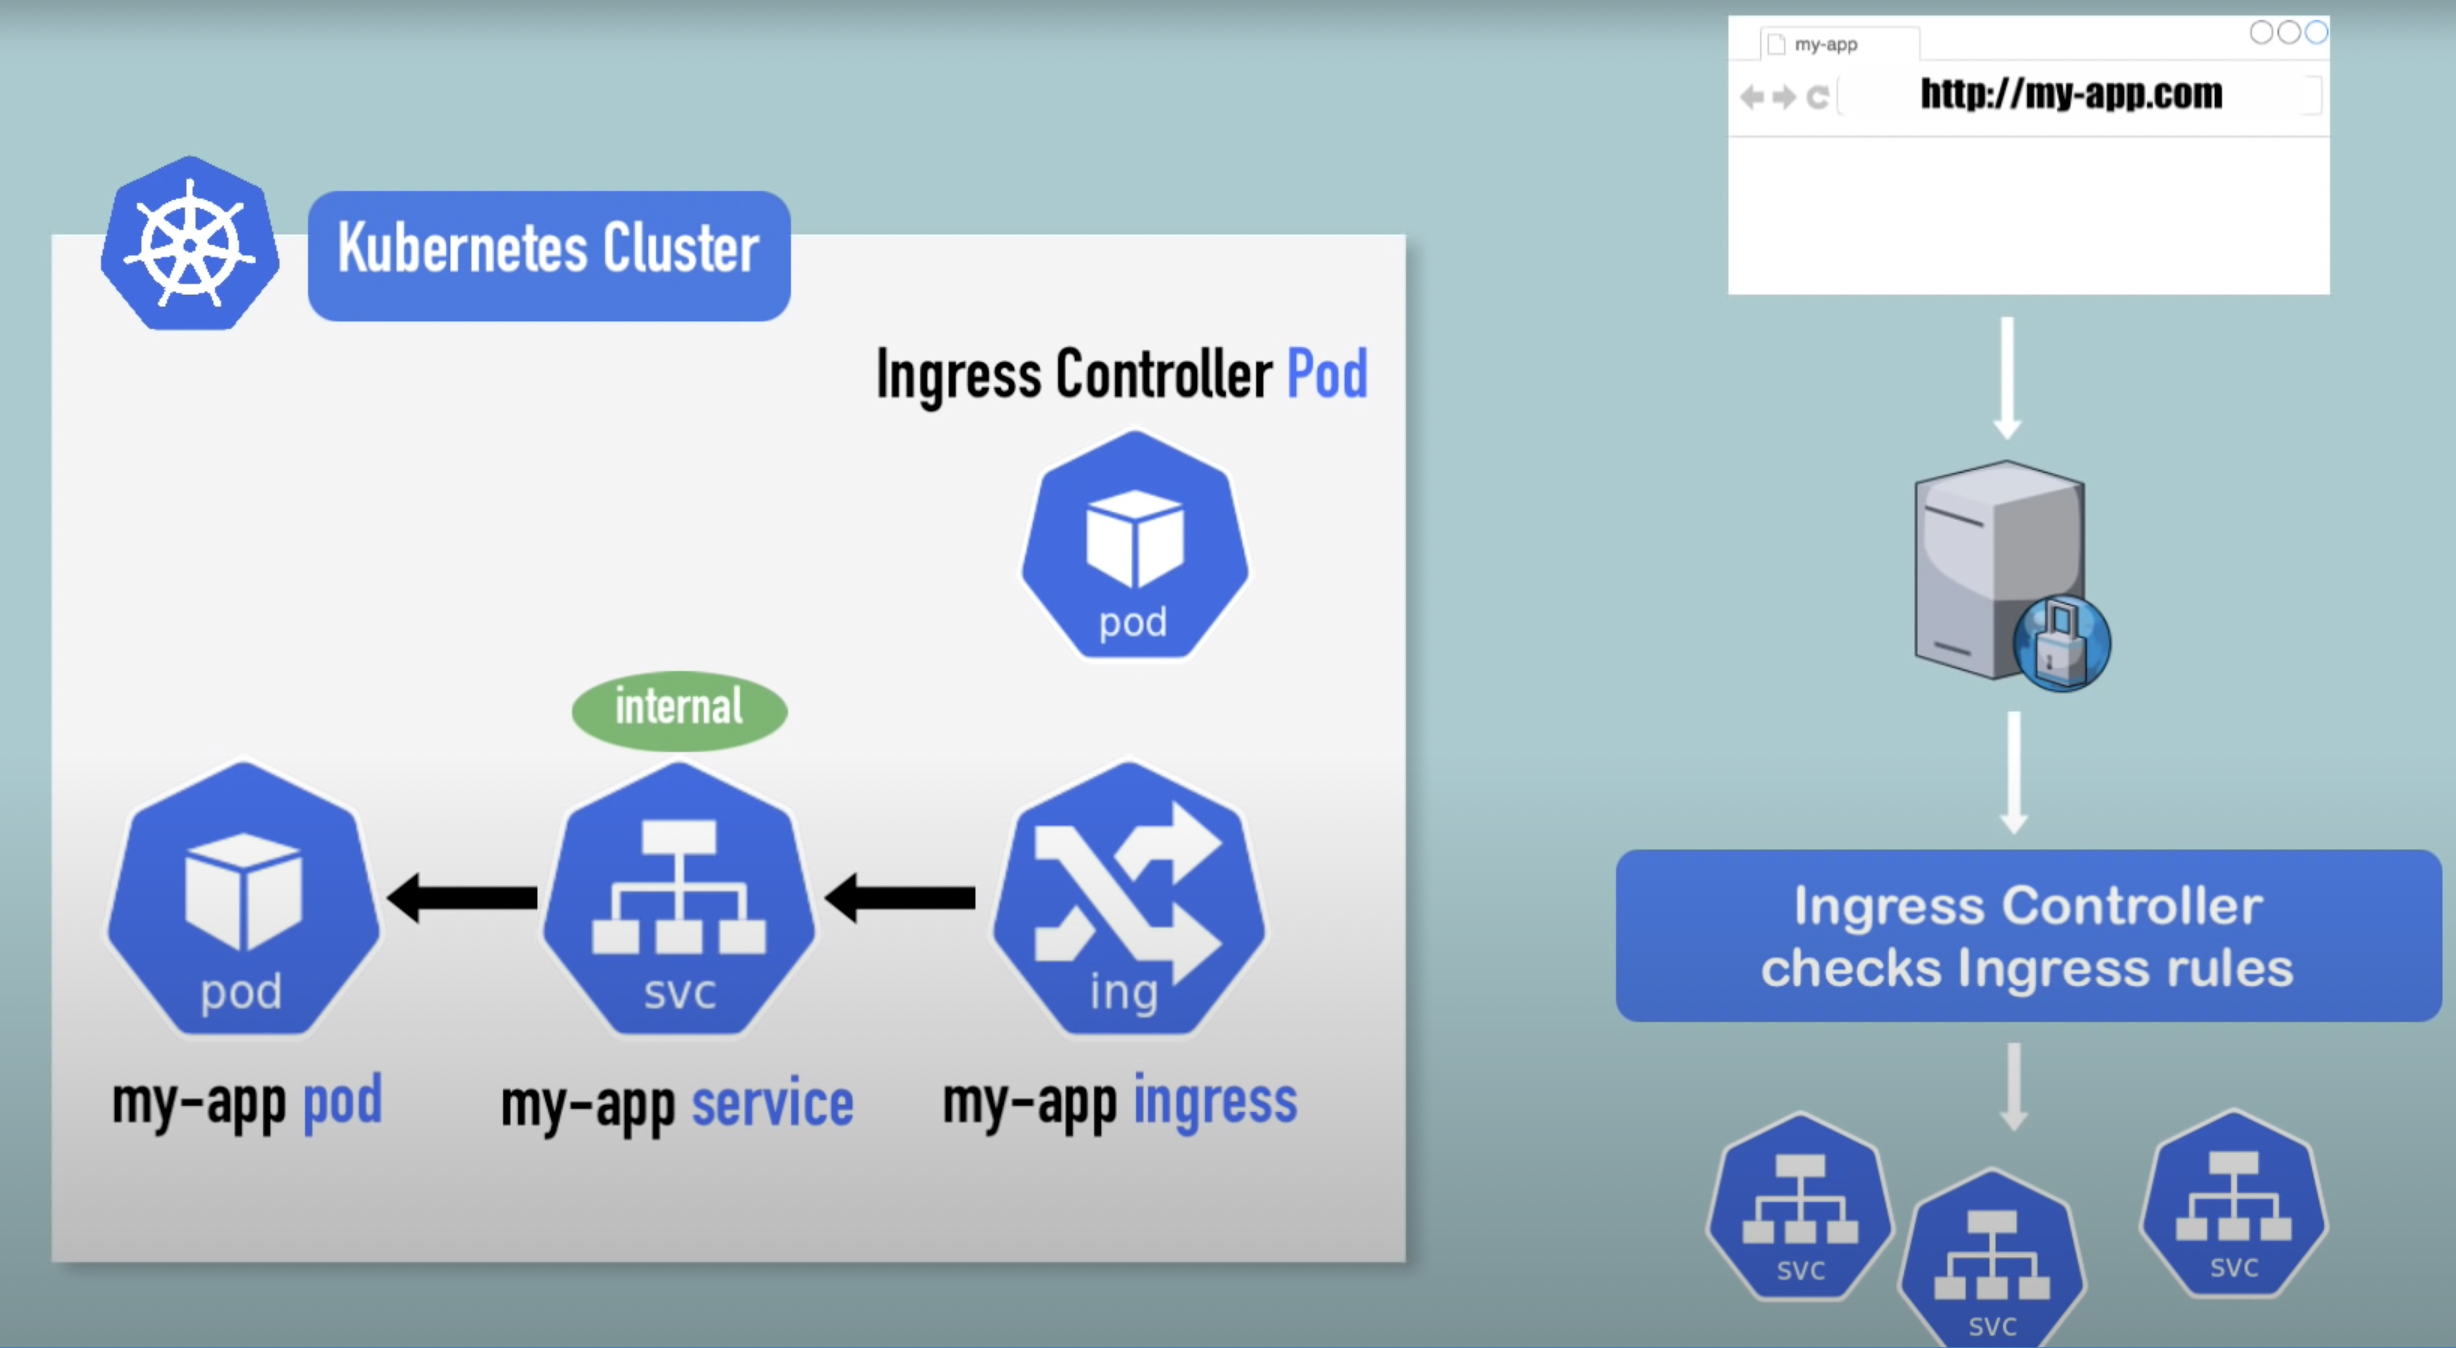 my-app
http://my-app.com
Kubernetes Cluster
Ingress Controller Pod
pod
internal
pod
svc
ing
my-app pod
my-app service
my-app ingress
Ingress Controller
checks Ingress rules
svc
svc
svc